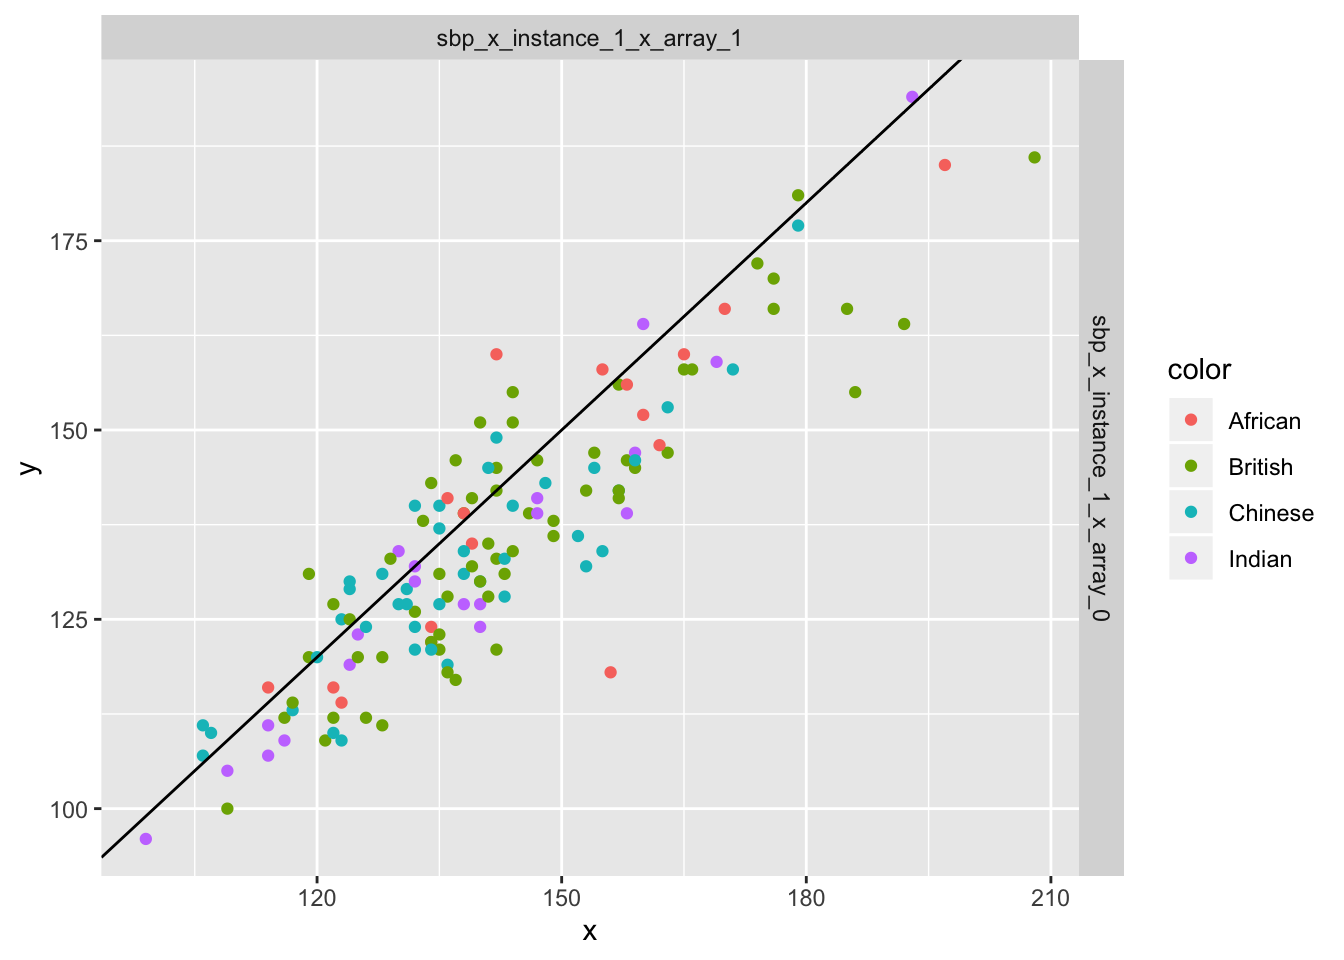 sbp_x_instance_1_x_array_1
sbp_x_instance_1_x_array_0
175
150
125
100
y
120
150
180
210
x
color
African
British
Chinese
Indian